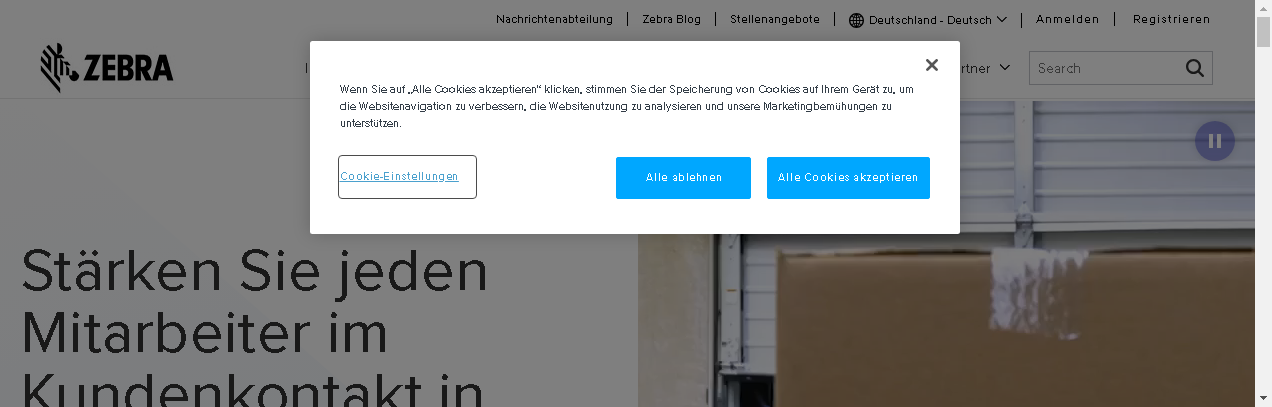 Nachrichtenabteilung
Zebra Blog
Stellenangebote
Deutschland - Deutsch
Anmelden
Registrieren
ZEBRA
Search
Wenn Sie auf „Alle Cookies akzeptieren“ klicken, stimmen Sie der Speicherung von Cookies auf Ihrem Gerät zu, um
die Websitenavigation zu verbessern, die Websitenutzung zu analysieren und unsere Marketingbemühungen zu
unterstützen.
Cookie-Einstellungen
Alle ablehnen
Alle Cookies akzeptieren
Stärken Sie jeden
Mitarbeiter im
Kundenkontakt in